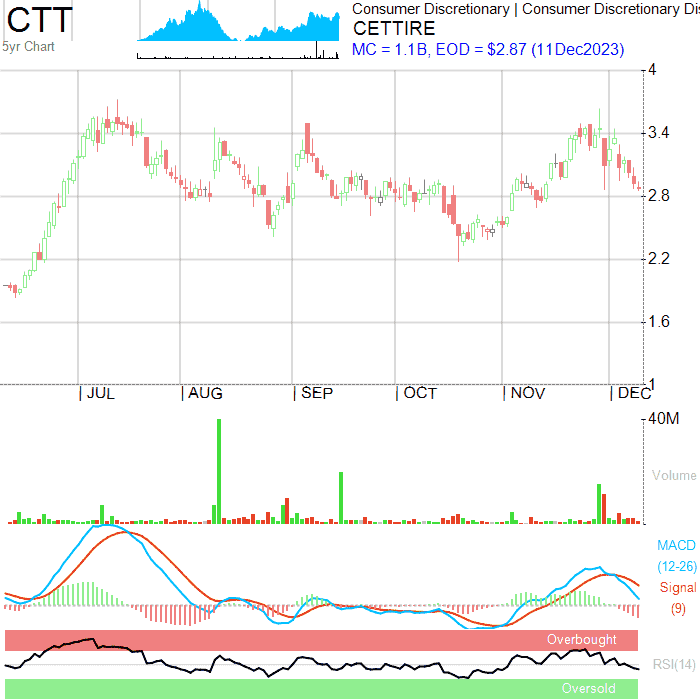 CTT
5yr Chart
Consumer Discretionary | Consumer Discretionary Dis
CETTIRE
MC = 1.1B, EOD = $2.87 (11Dec2023)
4
3.4
2.8
2.2
1.6
1
| JUL | AUG | SEP | OCT | NOV | DEC
40M
Volume
MACD
(12-26)
Signal
(9)
Overbought
RSI(14)
Oversold